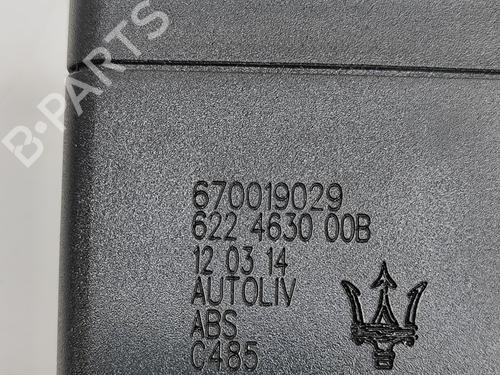 B-PARTS
670019029
622 4630 00B
12 03 14
AUTOLIV
ABS
C485